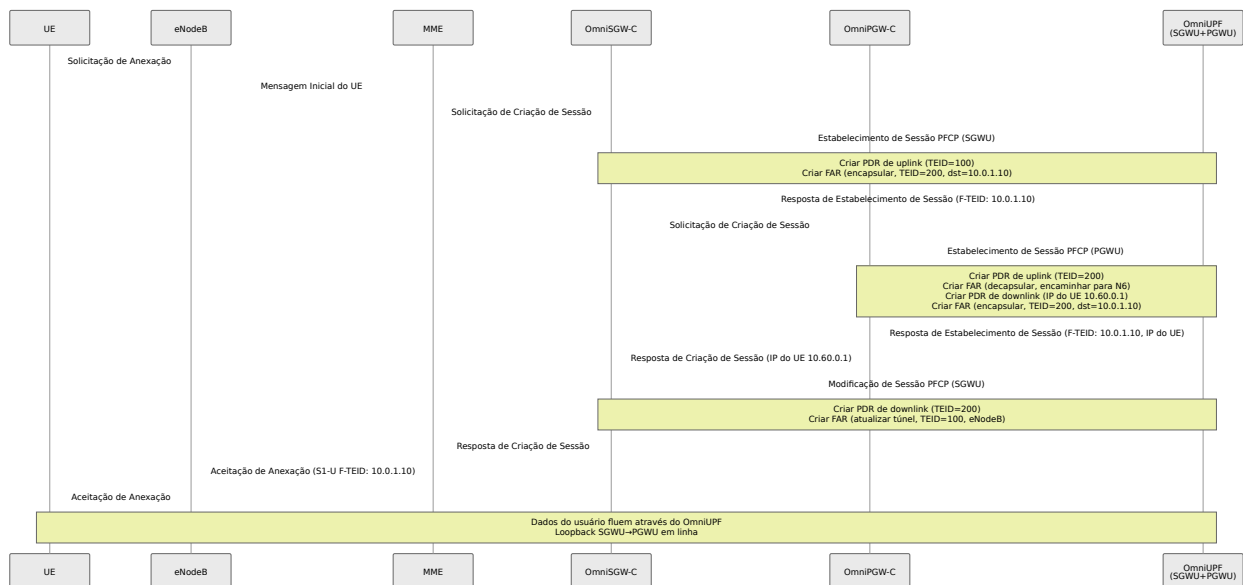 UE
eNodeB
MME
OmniSGW-C
OmniPGW-C
OmniUPF
(SGWU+PGWU)
Solicitação de Anexação
Mensagem Inicial do UE
Solicitação de Criação de Sessão
Estabelecimento de Sessão PFCP (SGWU)
Criar PDR de uplink (TEID=100)
Criar FAR (encapsular, TEID=200, dst=10.0.1.10)
Resposta de Estabelecimento de Sessão (F-TEID: 10.0.1.10)
Solicitação de Criação de Sessão
Estabelecimento de Sessão PFCP (PGWU)
Criar PDR de uplink (TEID=200)
Criar FAR (decapsular, encaminhar para N6)
Criar PDR de downlink (IP do UE 10.60.0.1)
Criar FAR (encapsular, TEID=200, dst=10.0.1.10)
Resposta de Estabelecimento de Sessão (F-TEID: 10.0.1.10, IP do UE)
Resposta de Criação de Sessão (IP do UE 10.60.0.1)
Modificação de Sessão PFCP (SGWU)
Criar PDR de downlink (TEID=200)
Criar FAR (atualizar túnel, TEID=100, eNodeB)
Resposta de Criação de Sessão
Aceitação de Anexação (S1-U F-TEID: 10.0.1.10)
Aceitação de Anexação
Dados do usuário fluem através do OmniUPF
Loopback SGWU→PGWU em linha
UE
eNodeB
MME
OmniSGW-C
OmniPGW-C
OmniUPF
(SGWU+PGWU)